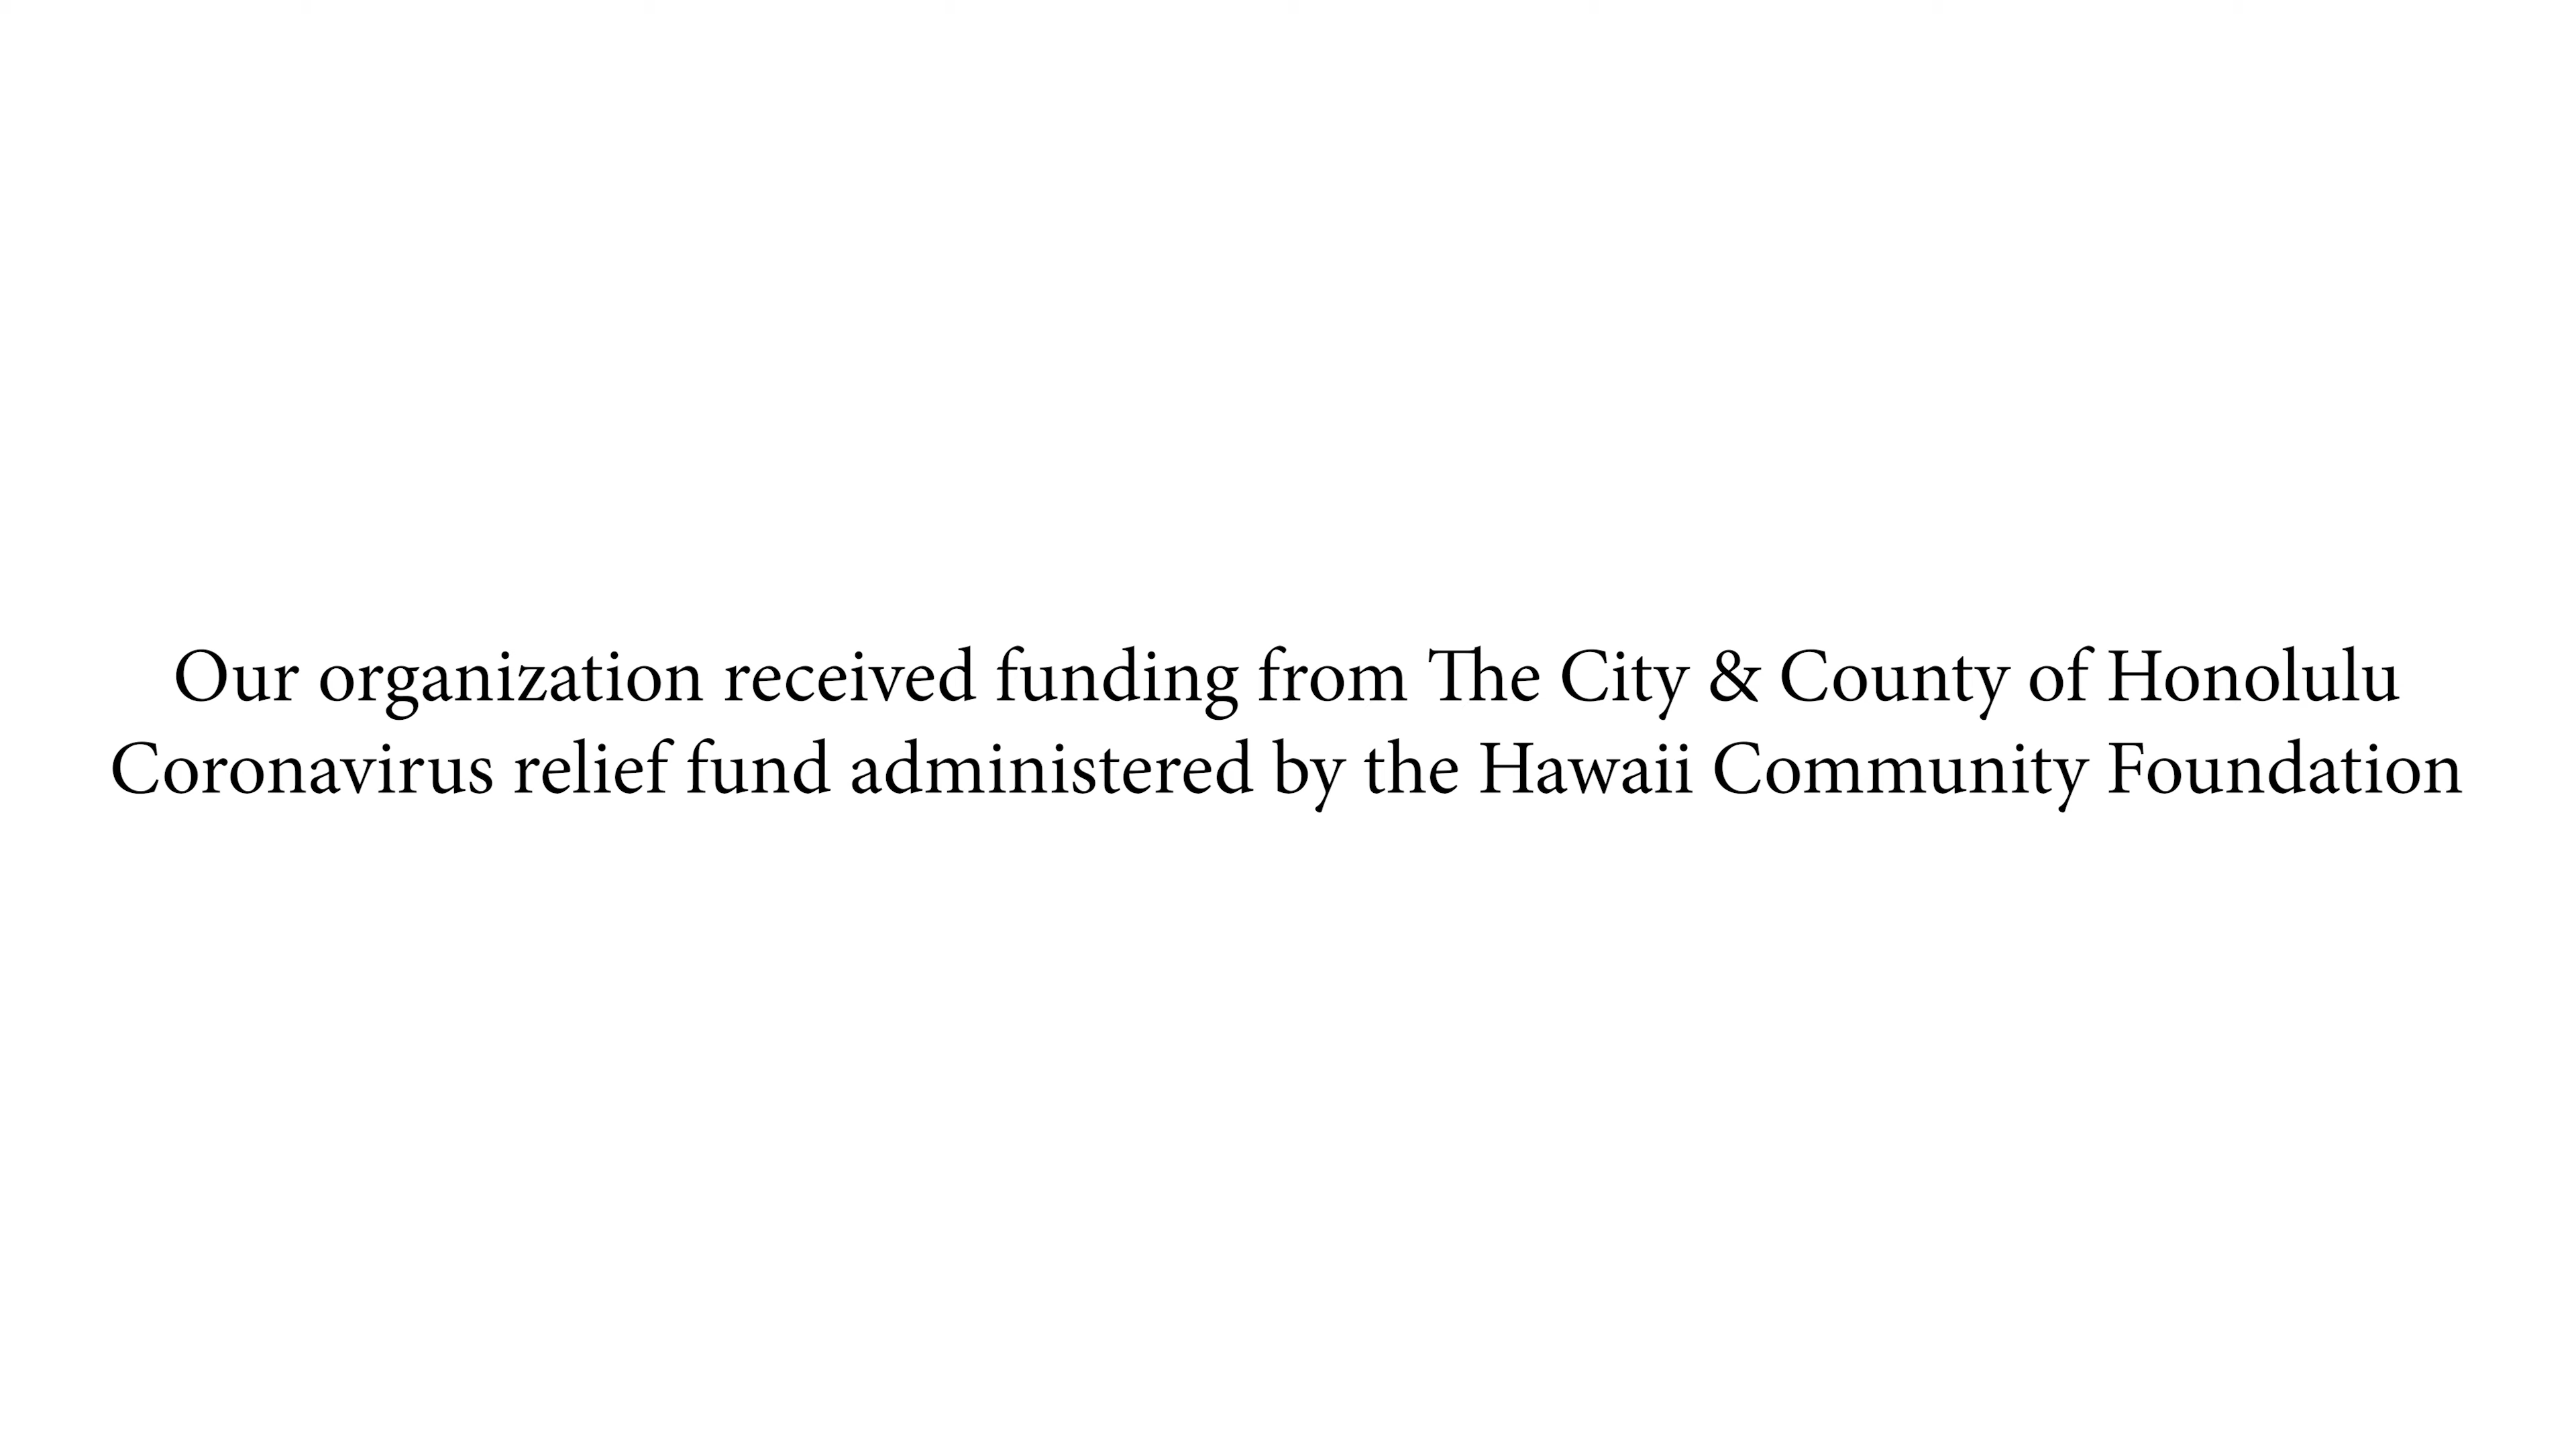 Our organization received funding from The City & County of Honolulu
Coronavirus relief fund administered by the Hawaii Community Foundation